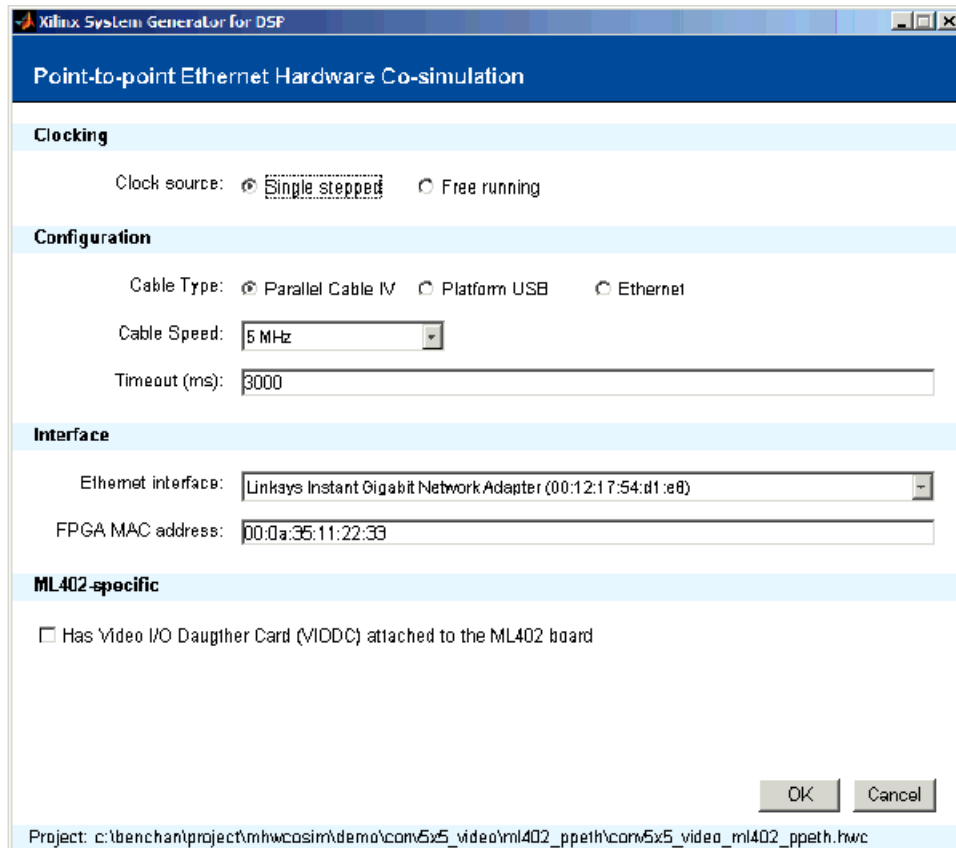 Xilinx System Generator for DSP
Point-to-point Ethernet Hardware Co-simulation
Clocking
Clock source: Single stepped Free running
Configuration
Cable Type: Parallel Cable IV Platform USB Ethernet
Cable Speed: 5 MHz
Timeout (ms): 3000
Interface
Ethernet interface: Linksys Instant Gigabit Network Adapter (00:12:17:54:d1:e8)
FPGA MAC address: 00:0a:35:11:22:33
ML402-specific
Has Video I/O Daugther Card (VIODC) attached to the ML402 board
OK Cancel
Project: c:\benchan\project\mhwcosim\demo\conv5x5_video\ml402_ppeth\conv5x5_video_ml402_ppeth.hwc